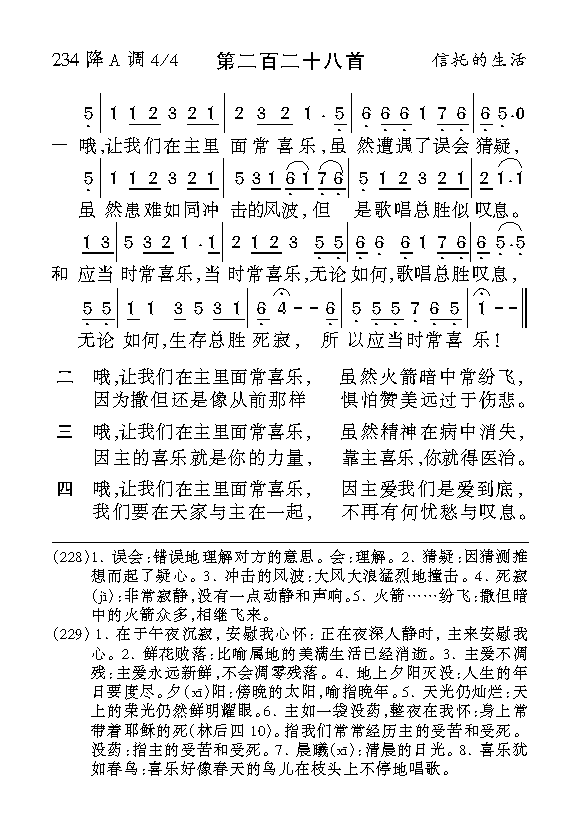 234 降 A 调 4/4 第二百二十八首 信托的生活
5 | 1 1 2 3 2 1 | 2 3 2 1 · 5 | 6 6 6 1 7 6 | 6 5·0
一 哦,让我们在主里 面常喜乐,虽 然遭遇了误会 猜疑,
5 | 1 1 2 3 2 1 | 5 3 1 6 1 7 6 | 5 1 2 3 2 1 | 2 1·1
虽 然患难如同冲 击的风波,但 是歌唱总胜似 叹息。
1 3 | 5 3 2 1 · 1 | 2 1 2 3 5 5 | 6 6 6 1 7 6 | 6 5·5
和 应当 时常喜乐,当 时常喜乐,无论 如何,歌唱总胜叹息,
5 5 | 1 1 3 5 3 1 | 6 4 - - 6 | 5 5 5 7 6 5 | 1 - - ‖
无论 如何,生存总胜 死寂, 所 以应当时常喜 乐!
二 哦,让我们在主里面常喜乐, 虽然火箭暗中常纷飞,
因为撒但还是像从前那样 惧怕赞美远过于伤悲。
三 哦,让我们在主里面常喜乐, 虽然精神在病中消失,
因主的喜乐就是你的力量, 靠主喜乐,你就得医治。
四 哦,让我们在主里面常喜乐, 因主爱我们是爱到底,
我们要在天家与主在一起, 不再有何忧愁与叹息。
(228)1. 误会:错误地理解对方的意思。会:理解。2. 猜疑:因猜测推
想而起了疑心。3. 冲击的风波:大风大浪猛烈地撞击。4. 死寂
(jì):非常寂静,没有一点动静和声响。5. 火箭……纷飞:撒但暗
中的火箭众多,相继飞来。
(229) 1. 在于午夜沉寂,安慰我心怀:正在夜深人静时,主来安慰我
心。2. 鲜花败落:比喻属地的美满生活已经消逝。3. 主爱不凋
残:主爱永远新鲜,不会凋零残落。4. 地上夕阳灭没:人生的年
日要度尽。夕(xī)阳:傍晚的太阳,喻指晚年。5. 天光仍灿烂:天
上的荣光仍然鲜明耀眼。6. 主如一袋没药,整夜在我怀:身上常
带着耶稣的死(林后四 10)。指我们常常经历主的受苦和受死。
没药:指主的受苦和受死。7. 晨曦(xī):清晨的日光。8. 喜乐犹
如春鸟:喜乐好像春天的鸟儿在枝头上不停地唱歌。